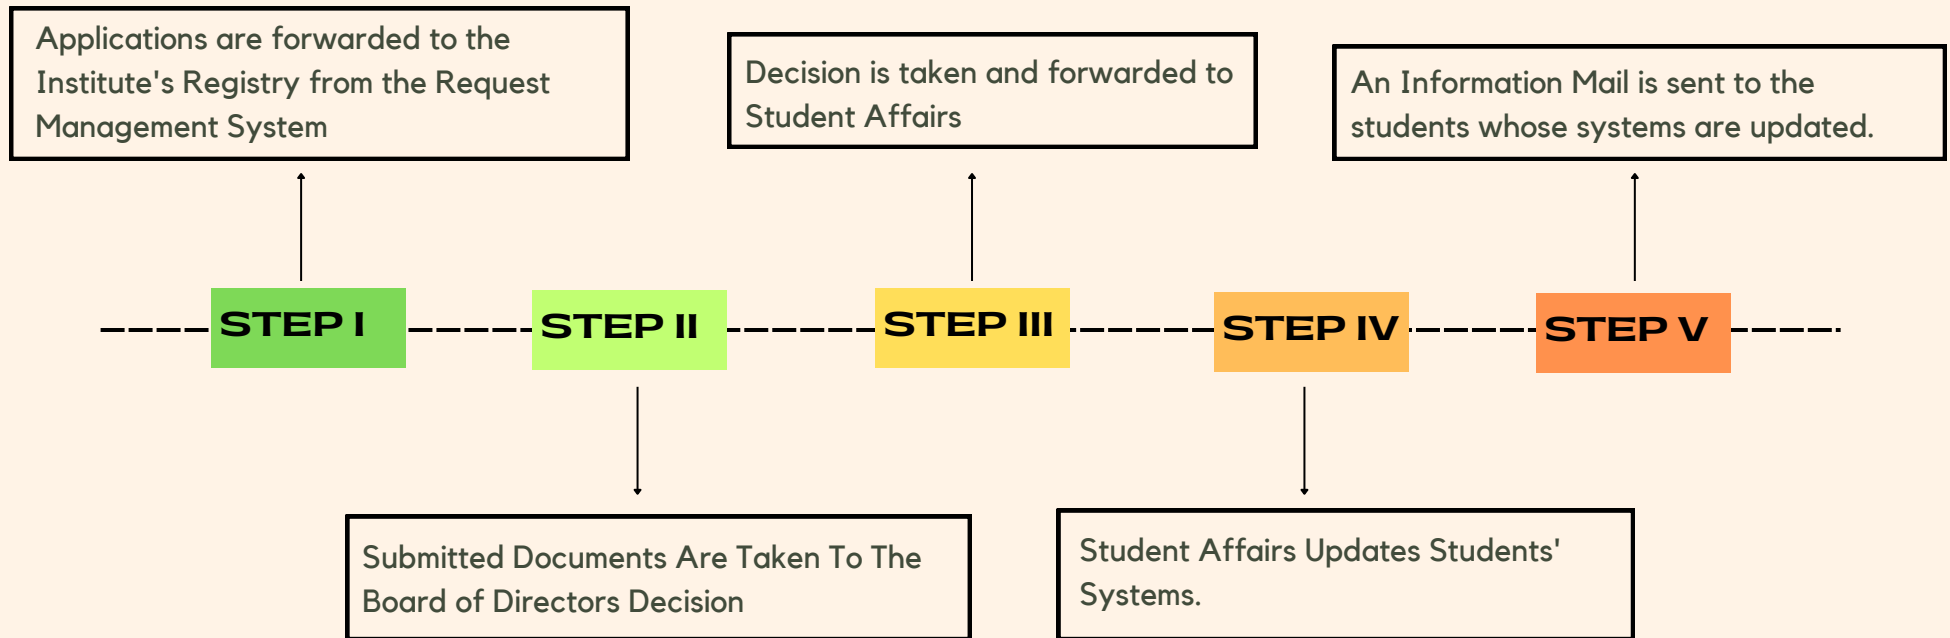 Applications are forwarded to the
Institute's Registry from the Request
Management System
Decision is taken and forwarded to
Student Affairs
An Information Mail is sent to the
students whose systems are updated.
STEP I
STEP II
STEP III
STEP IV
STEP V
Submitted Documents Are Taken To The
Board of Directors Decision
Student Affairs Updates Students'
Systems.